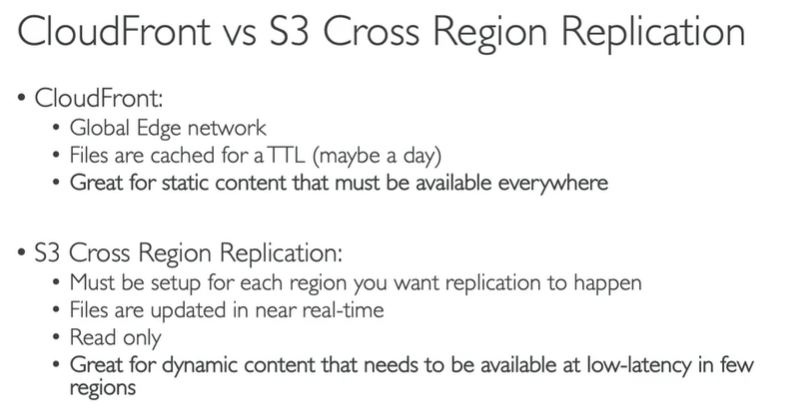 CloudFront vs S3 Cross Region Replication
• CloudFront:
• Global Edge network
• Files are cached for a TTL (maybe a day)
• Great for static content that must be available everywhere
• S3 Cross Region Replication:
• Must be setup for each region you want replication to happen
• Files are updated in near real-time
• Read only
• Great for dynamic content that needs to be available at low-latency in few
regions